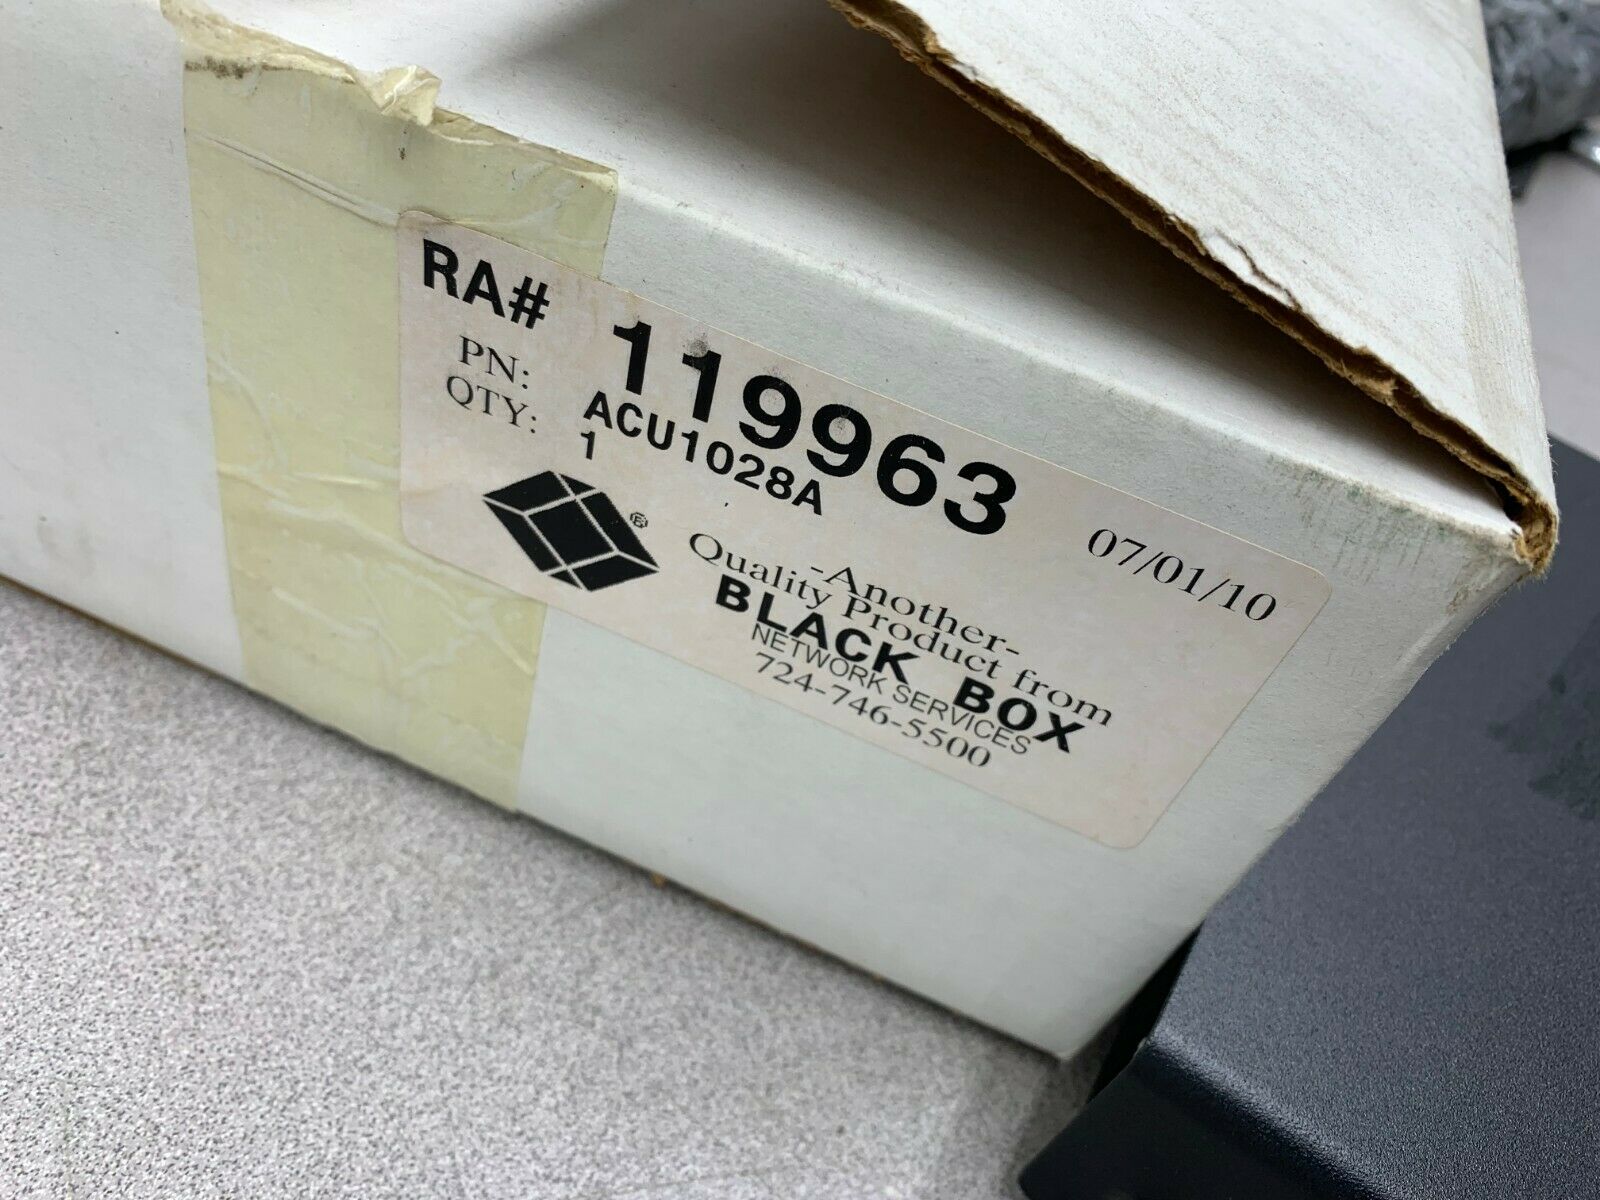 RA# 119963
PN: ACU1028A
QTY: 1
07/01/10
-Another-
Quality Product from
BLACK BOX
NETWORK SERVICES
724-746-5500
®